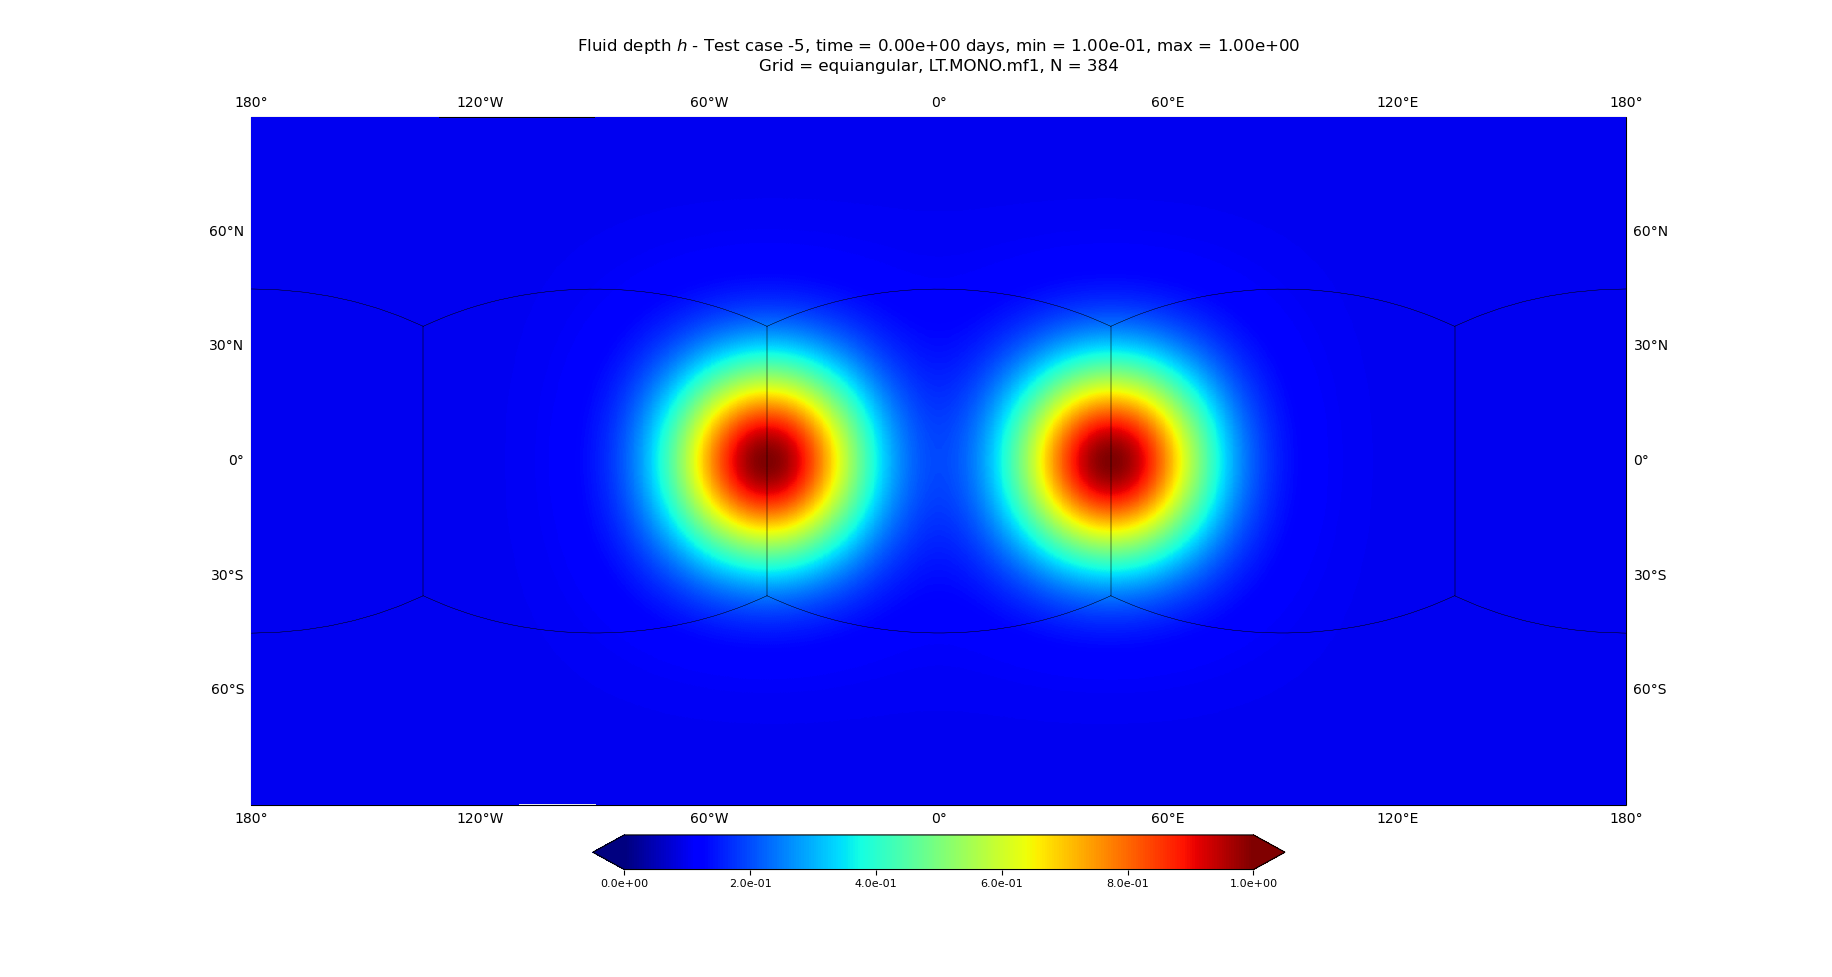 Fluid depth h - Test case -5, time = 0.00e+00 days, min = 1.00e-01, max = 1.00e+00
Grid = equiangular, LT.MONO.mf1, N = 384
180° 120°W 60°W 0° 60°E 120°E 180°
60°N 60°N
30°N 30°N
0° 0°
30°S 30°S
60°S 60°S
180° 120°W 60°W 0° 60°E 120°E 180°
0.0e+00 2.0e-01 4.0e-01 6.0e-01 8.0e-01 1.0e+00